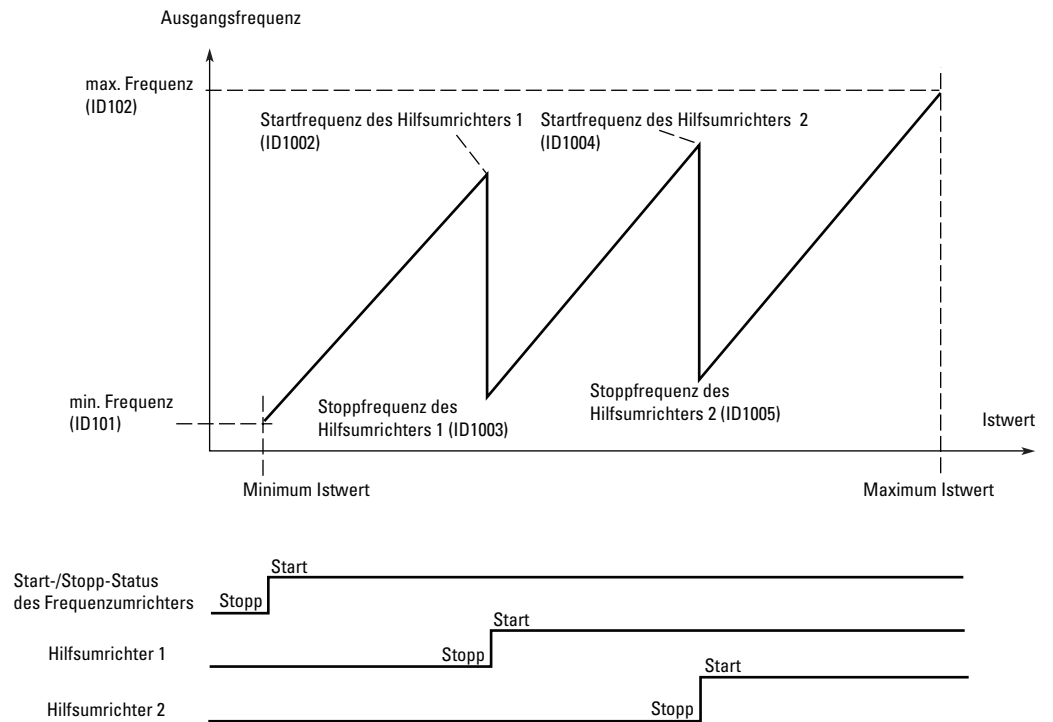 Ausgangsfrequenz
max. Frequenz
(ID102)
Startfrequenz des Hilfsumrichters 1
(ID1002)
Startfrequenz des Hilfsumrichters 2
(ID1004)
min. Frequenz
(ID101)
Stoppfrequenz des
Hilfsumrichters 1 (ID1003)
Stoppfrequenz des
Hilfsumrichters 2 (ID1005)
Istwert
Minimum Istwert
Maximum Istwert
Start-/Stopp-Status
des Frequenzumrichters
Stopp
Start
Hilfsumrichter 1
Stopp
Start
Hilfsumrichter 2
Stopp
Start